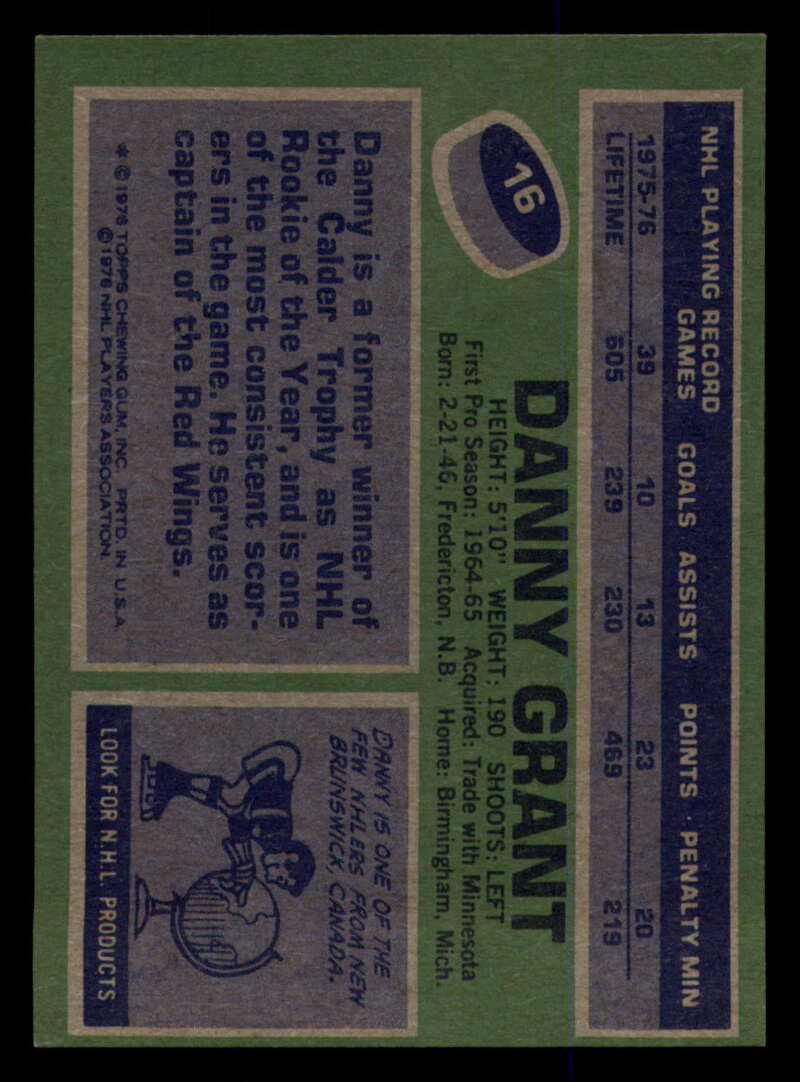 NHL PLAYING RECORD
GAMES GOALS ASSISTS POINTS PENALTY MIN
1975-76 39 10 13 23 20
LIFETIME 605 239 230 469 219
16
DANNY GRANT
HEIGHT: 5'10" WEIGHT: 190 SHOOTS: LEFT
First Pro Season: 1964-65 Acquired: Trade with Minnesota
Born: 2-21-46, Fredericton, N.B. Home: Birmingham, Mich.
Danny is a former winner of
the Calder Trophy as NHL
Rookie of the Year, and is one
of the most consistent scor-
ers in the game. He serves as
captain of the Red Wings.
* © 1976 TOPPS CHEWING GUM, INC. PRTD. IN U.S.A.
© 1976 NHL PLAYERS ASSOCIATION.
DANNY IS ONE OF THE
FEW NHLERS FROM NEW
BRUNSWICK, CANADA.
LOOK FOR N.H.L. PRODUCTS